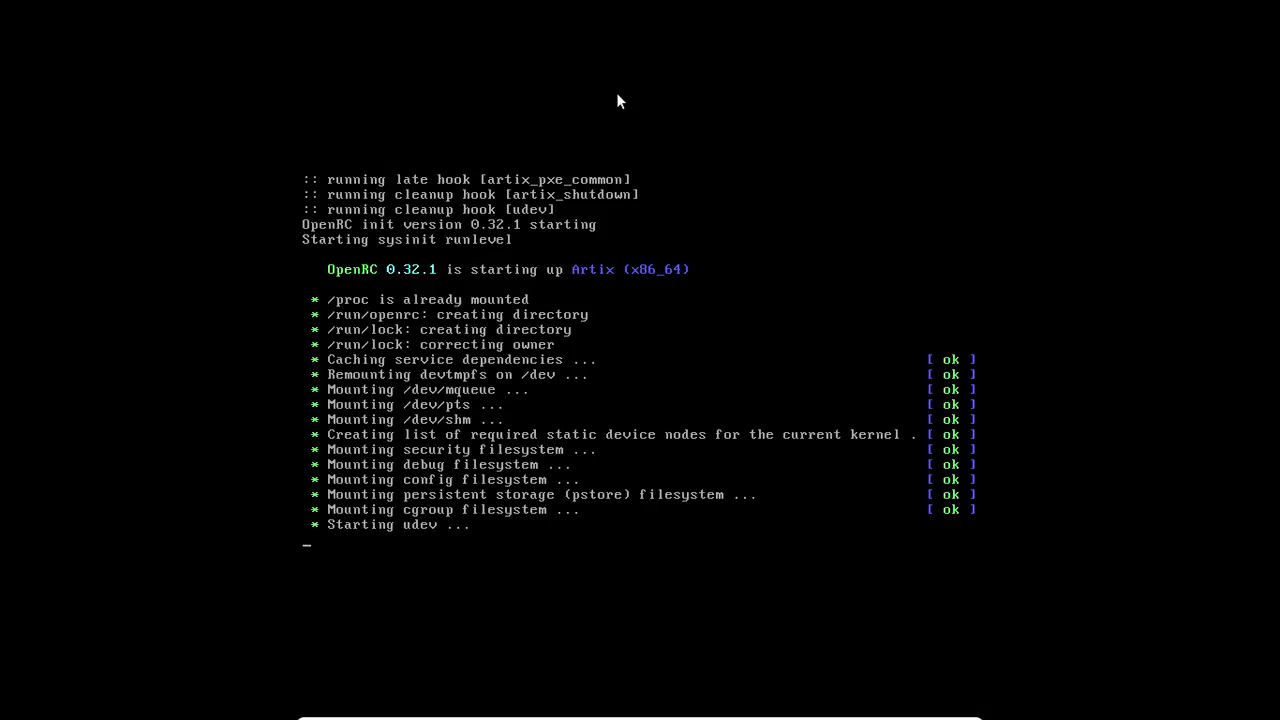 :: running late hook [artix_pxe_common]
:: running cleanup hook [artix_shutdown]
:: running cleanup hook [udev]
OpenRC init version 0.32.1 starting
Starting sysinit runlevel
OpenRC 0.32.1 is starting up Artix (x86_64)
* /proc is already mounted
* /run/openrc: creating directory
* /run/lock: creating directory
* /run/lock: correcting owner
* Caching service dependencies ... [ ok ]
* Remounting devtmpfs on /dev ... [ ok ]
* Mounting /dev/mqueue ... [ ok ]
* Mounting /dev/pts ... [ ok ]
* Mounting /dev/shm ... [ ok ]
* Creating list of required static device nodes for the current kernel . [ ok ]
* Mounting security filesystem ... [ ok ]
* Mounting debug filesystem ... [ ok ]
* Mounting config filesystem ... [ ok ]
* Mounting persistent storage (pstore) filesystem ... [ ok ]
* Mounting cgroup filesystem ... [ ok ]
* Starting udev ...
_